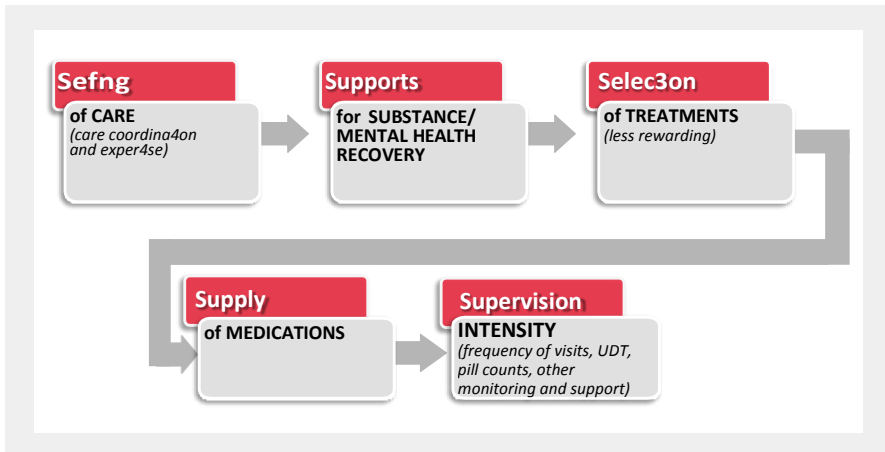 Sefng
of CARE
(care coordina4on
and exper4se)
Supports
for SUBSTANCE/
MENTAL HEALTH
RECOVERY
Selec3on
of TREATMENTS
(less rewarding)
Supply
of MEDICATIONS
Supervision
INTENSITY
(frequency of visits, UDT,
pill counts, other
monitoring and support)